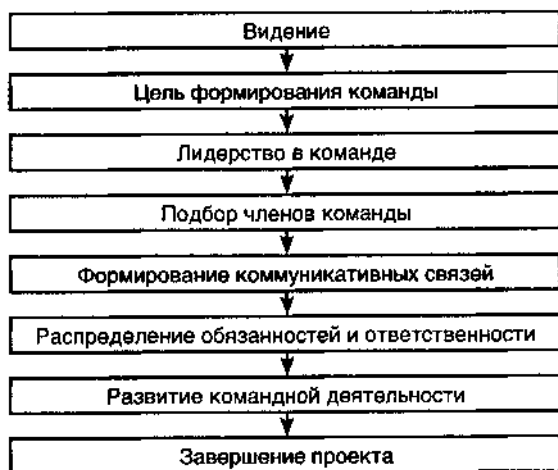 Видение
Цель формирования команды
Лидерство в команде
Подбор членов команды
Формирование коммуникативных связей
Распределение обязанностей и ответственности
Развитие командной деятельности
Завершение проекта